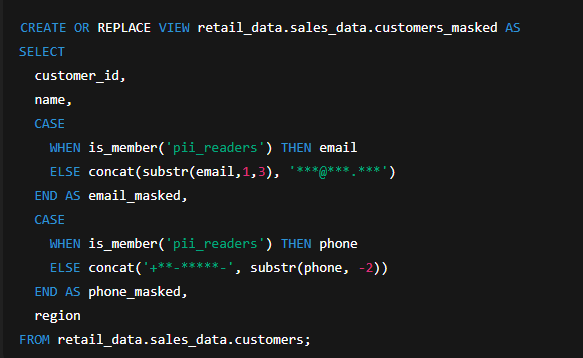 CREATE OR REPLACE VIEW retail_data.sales_data.customers_masked AS
SELECT
  customer_id,
  name,
  CASE
    WHEN is_member('pii_readers') THEN email
    ELSE concat(substr(email,1,3), '***@***.***')
  END AS email_masked,
  CASE
    WHEN is_member('pii_readers') THEN phone
    ELSE concat('+**-*****-', substr(phone, -2))
  END AS phone_masked,
  region
FROM retail_data.sales_data.customers;